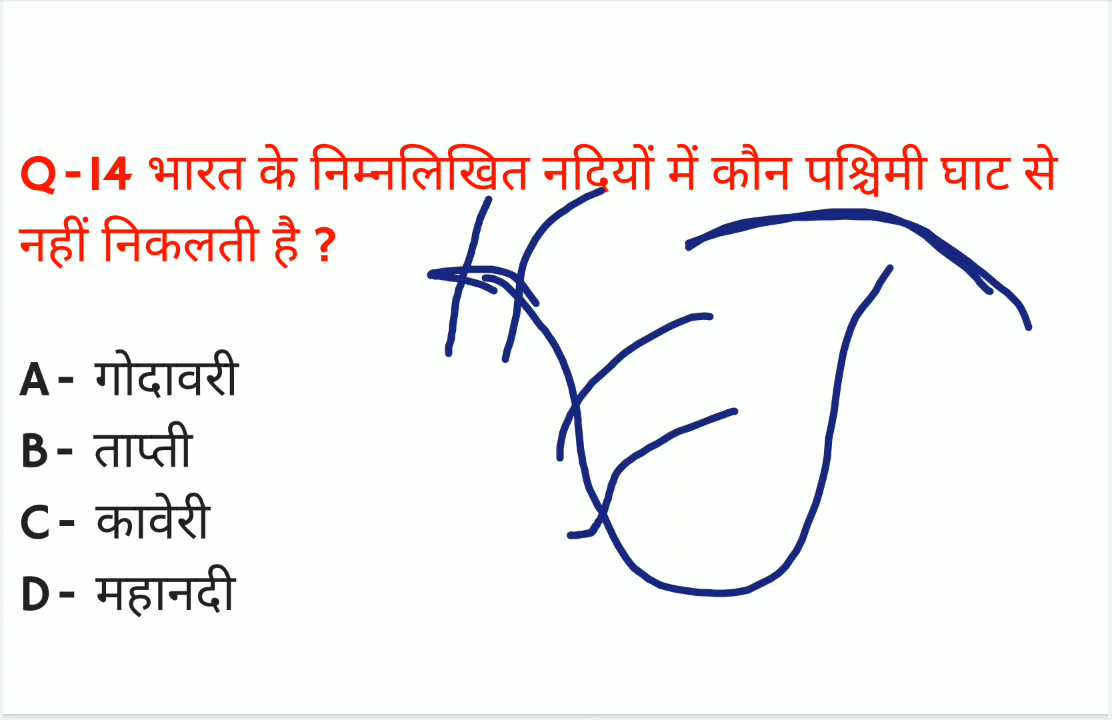 Q-14 भारत के निम्नलिखित नदियों में कौन पश्चिमी घाट से
नहीं निकलती है ?
A- गोदावरी
B- ताप्ती
C- कावेरी
D- महानदी